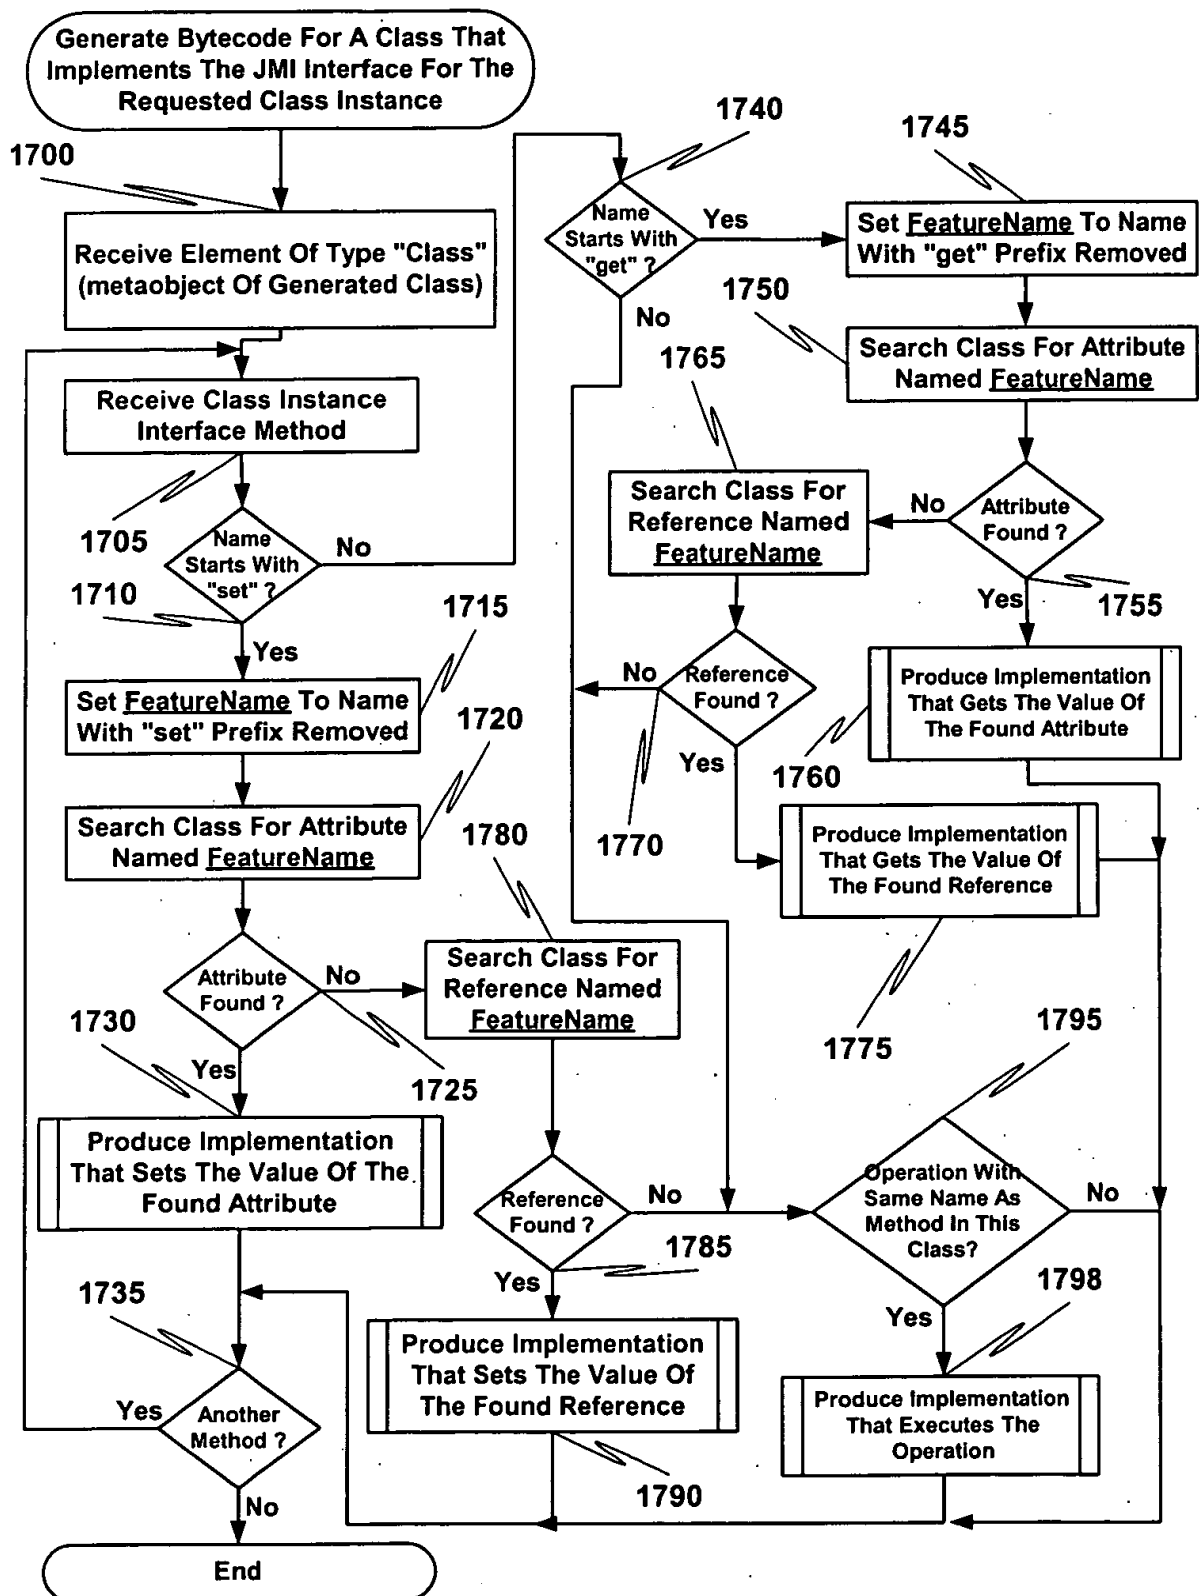 Generate Bytecode For A Class That
Implements The JMI Interface For The
Requested Class Instance
1700
Receive Element Of Type "Class"
(metaobject Of Generated Class)
Receive Class Instance
Interface Method
1705
Name
Starts With
"set" ?
No
1710
Yes
1715
Set FeatureName To Name
With "set" Prefix Removed
1720
Search Class For Attribute
Named FeatureName
Attribute
Found ?
No
1725
1730
Yes
Produce Implementation
That Sets The Value Of The
Found Attribute
1735
Another
Method ?
Yes
No
End
1740
Name
Starts With
"get" ?
Yes
No
1745
Set FeatureName To Name
With "get" Prefix Removed
1750
Search Class For Attribute
Named FeatureName
Attribute
Found ?
No
Yes
1755
Produce Implementation
That Gets The Value Of
The Found Attribute
1760
1765
Search Class For
Reference Named
FeatureName
Reference
Found ?
No
Yes
1770
Produce Implementation
That Gets The Value Of
The Found Reference
1775
1780
Search Class For
Reference Named
FeatureName
Reference
Found ?
No
1785
Yes
Produce Implementation
That Sets The Value Of
The Found Reference
1790
1795
Operation With
Same Name As
Method In This
Class?
No
Yes
1798
Produce Implementation
That Executes The
Operation